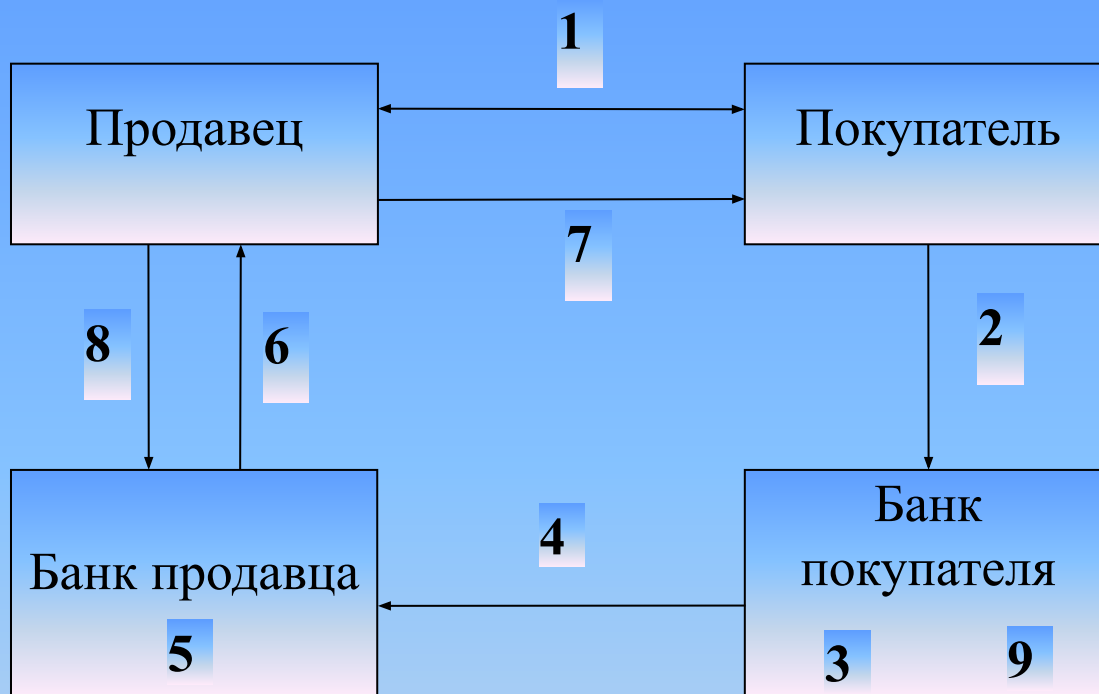 1
Продавец
Покупатель
7
8
6
2
4
Банк продавца
5
Банк
покупателя
3
9